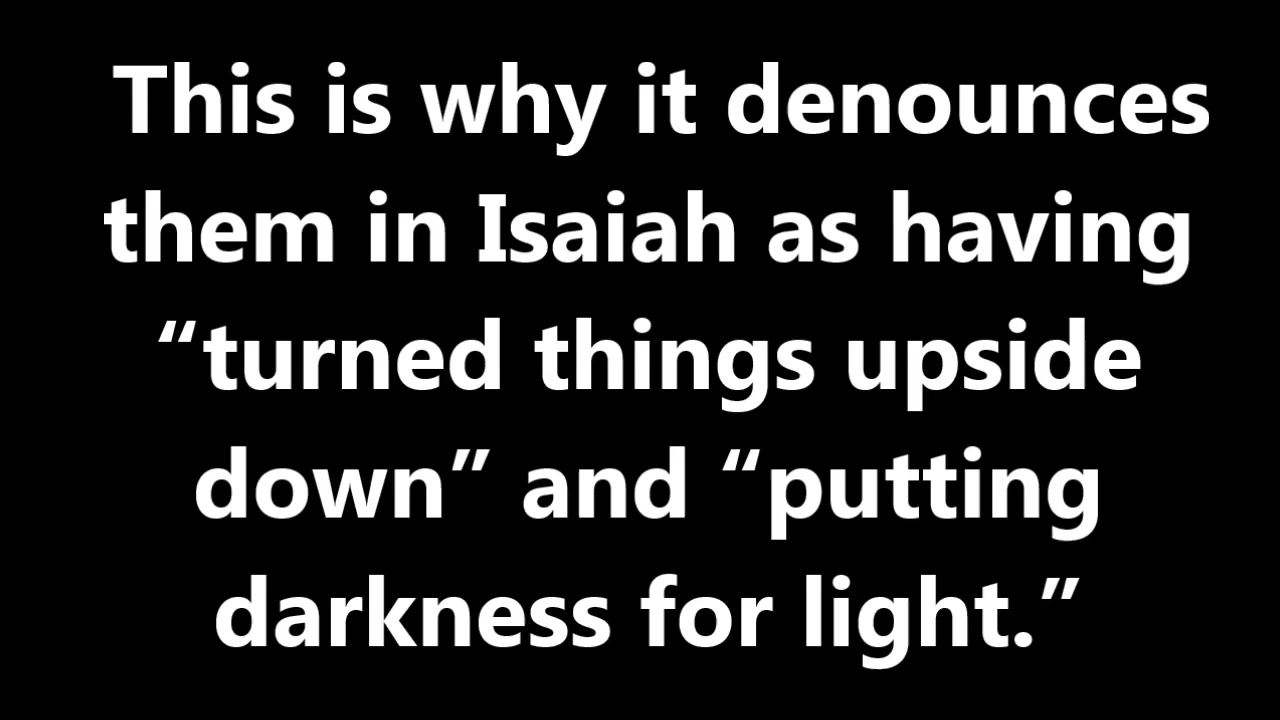 This is why it denounces
them in Isaiah as having
“turned things upside
down” and “putting
darkness for light.”